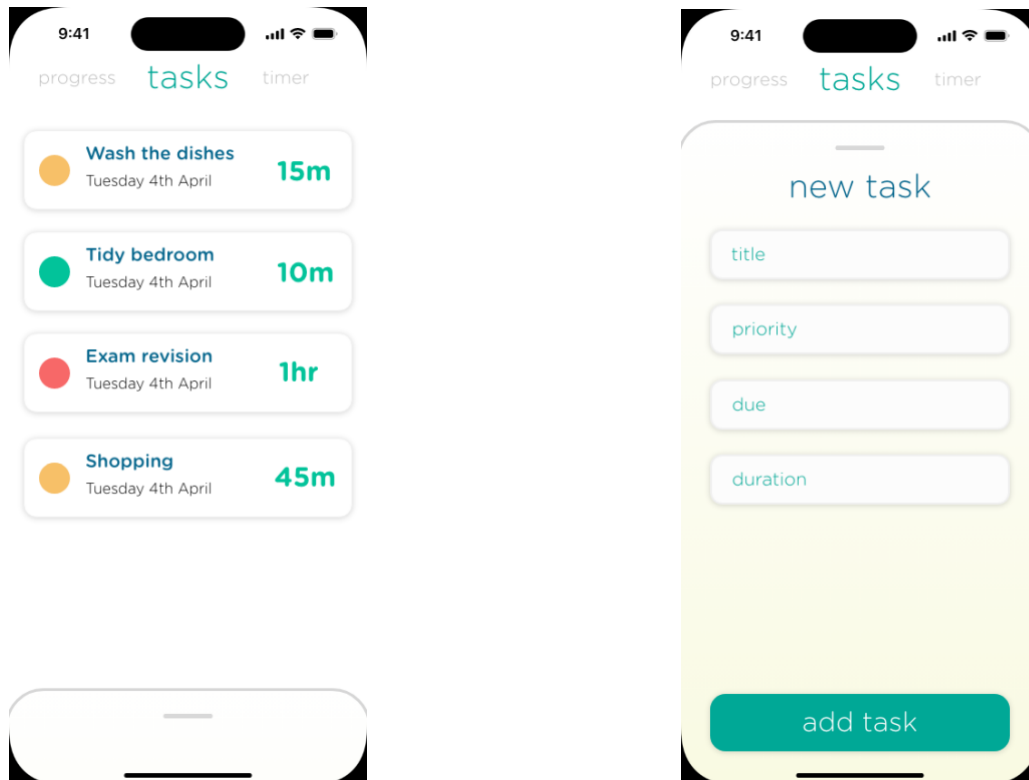 9:41
progress tasks timer
Wash the dishes
Tuesday 4th April
15m
Tidy bedroom
Tuesday 4th April
10m
Exam revision
Tuesday 4th April
1hr
Shopping
Tuesday 4th April
45m
9:41
progress tasks timer
new task
title
priority
due
duration
add task